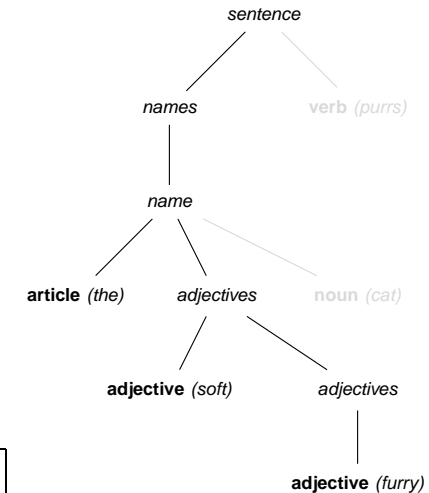 sentence
names verb (purrs)
name
article (the) adjectives noun (cat)
adjective (soft) adjectives
adjective (furry)